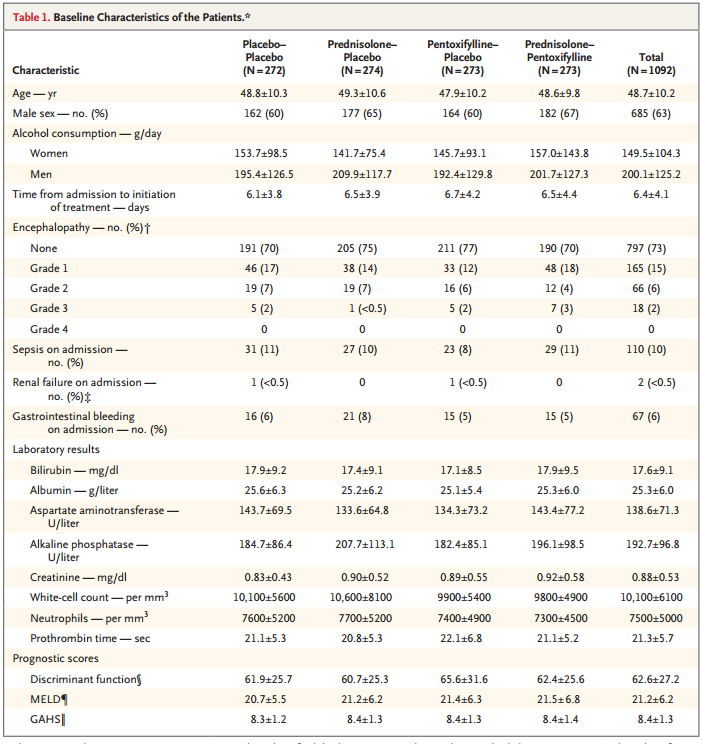 Table 1. Baseline Characteristics of the Patients.*
Characteristic Placebo–Placebo (N=272) Prednisolone–Placebo (N=274) Pentoxifylline–Placebo (N=273) Prednisolone–Pentoxifylline (N=273) Total (N=1092)
Age — yr 48.8±10.3 49.3±10.6 47.9±10.2 48.6±9.8 48.7±10.2
Male sex — no. (%) 162 (60) 177 (65) 164 (60) 182 (67) 685 (63)
Alcohol consumption — g/day
Women 153.7±98.5 141.7±75.4 145.7±93.1 157.0±143.8 149.5±104.3
Men 195.4±126.5 209.9±117.7 192.4±129.8 201.7±127.3 200.1±125.2
Time from admission to initiation of treatment — days 6.1±3.8 6.5±3.9 6.7±4.2 6.5±4.4 6.4±4.1
Encephalopathy — no. (%)†
None 191 (70) 205 (75) 211 (77) 190 (70) 797 (73)
Grade 1 46 (17) 38 (14) 33 (12) 48 (18) 165 (15)
Grade 2 19 (7) 19 (7) 16 (6) 12 (4) 66 (6)
Grade 3 5 (2) 1 (<0.5) 5 (2) 7 (3) 18 (2)
Grade 4 0 0 0 0 0
Sepsis on admission — no. (%) 31 (11) 27 (10) 23 (8) 29 (11) 110 (10)
Renal failure on admission — no. (%)‡ 1 (<0.5) 0 1 (<0.5) 0 2 (<0.5)
Gastrointestinal bleeding on admission — no. (%) 16 (6) 21 (8) 15 (5) 15 (5) 67 (6)
Laboratory results
Bilirubin — mg/dl 17.9±9.2 17.4±9.1 17.1±8.5 17.9±9.5 17.6±9.1
Albumin — g/liter 25.6±6.3 25.2±6.2 25.1±5.4 25.3±6.0 25.3±6.0
Aspartate aminotransferase — U/liter 143.7±69.5 133.6±64.8 134.3±73.2 143.4±77.2 138.6±71.3
Alkaline phosphatase — U/liter 184.7±86.4 207.7±113.1 182.4±85.1 196.1±98.5 192.7±96.8
Creatinine — mg/dl 0.83±0.43 0.90±0.52 0.89±0.55 0.92±0.58 0.88±0.53
White-cell count — per mm³ 10,100±5600 10,600±8100 9900±5400 9800±4900 10,100±6100
Neutrophils — per mm³ 7600±5200 7700±5200 7400±4900 7300±4500 7500±5000
Prothrombin time — sec 21.1±5.3 20.8±5.3 22.1±6.8 21.1±5.2 21.3±5.7
Prognostic scores
Discriminant function§ 61.9±25.7 60.7±25.3 65.6±31.6 62.4±25.6 62.6±27.2
MELD¶ 20.7±5.5 21.2±6.2 21.4±6.3 21.5±6.8 21.2±6.2
GAHS‖ 8.3±1.2 8.4±1.3 8.4±1.3 8.4±1.4 8.4±1.3